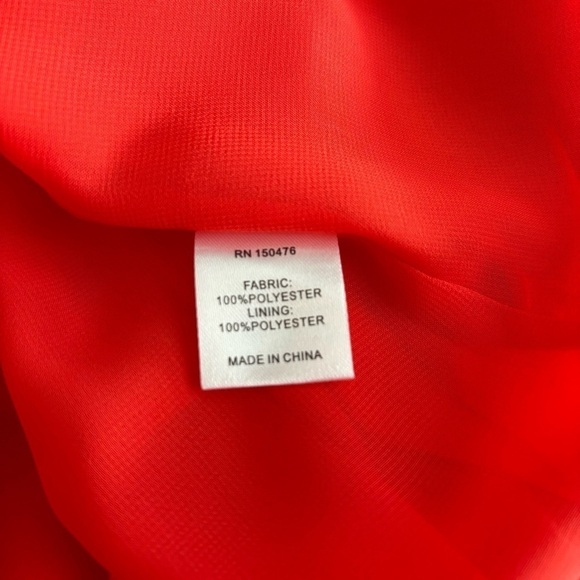 RN 150476
FABRIC:
100%POLYESTER
LINING:
100%POLYESTER
MADE IN CHINA